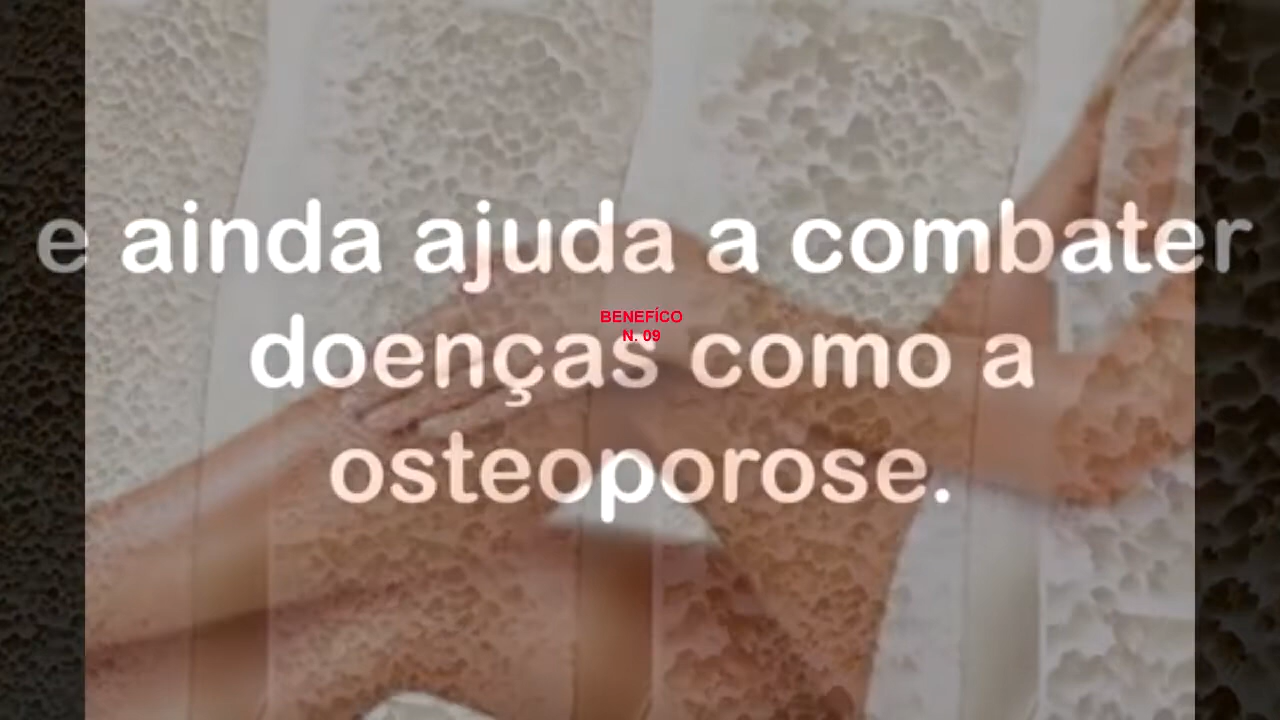 e ainda ajuda a combater
BENEFÍCO
N. 09
doenças como a
osteoporose.